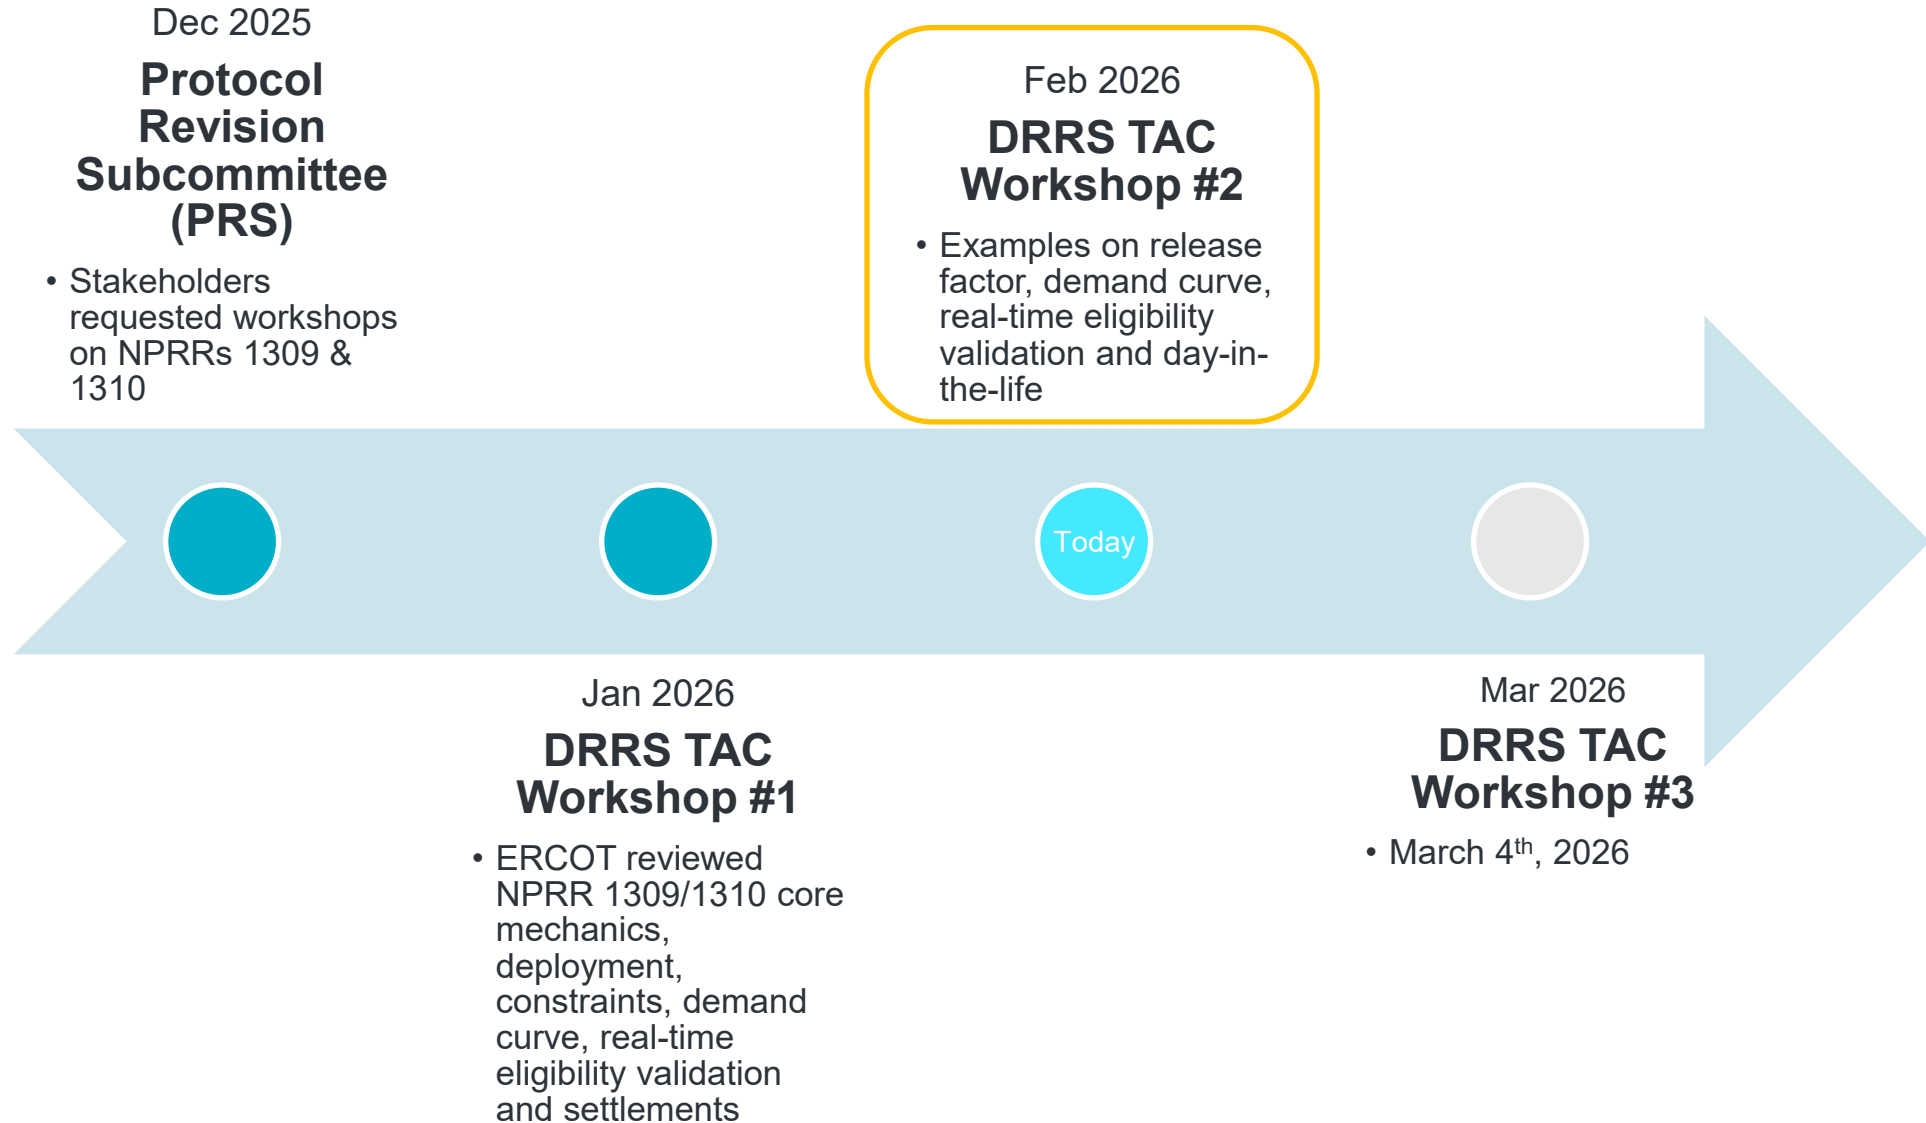 Dec 2025
Protocol
Revision
Subcommittee
(PRS)
• Stakeholders
requested workshops
on NPRRs 1309 &
1310
Feb 2026
DRRS TAC
Workshop #2
• Examples on release
factor, demand curve,
real-time eligibility
validation and day-in-
the-life
Today
Jan 2026
DRRS TAC
Workshop #1
• ERCOT reviewed
NPRR 1309/1310 core
mechanics,
deployment,
constraints, demand
curve, real-time
eligibility validation
and settlements
Mar 2026
DRRS TAC
Workshop #3
• March 4th, 2026